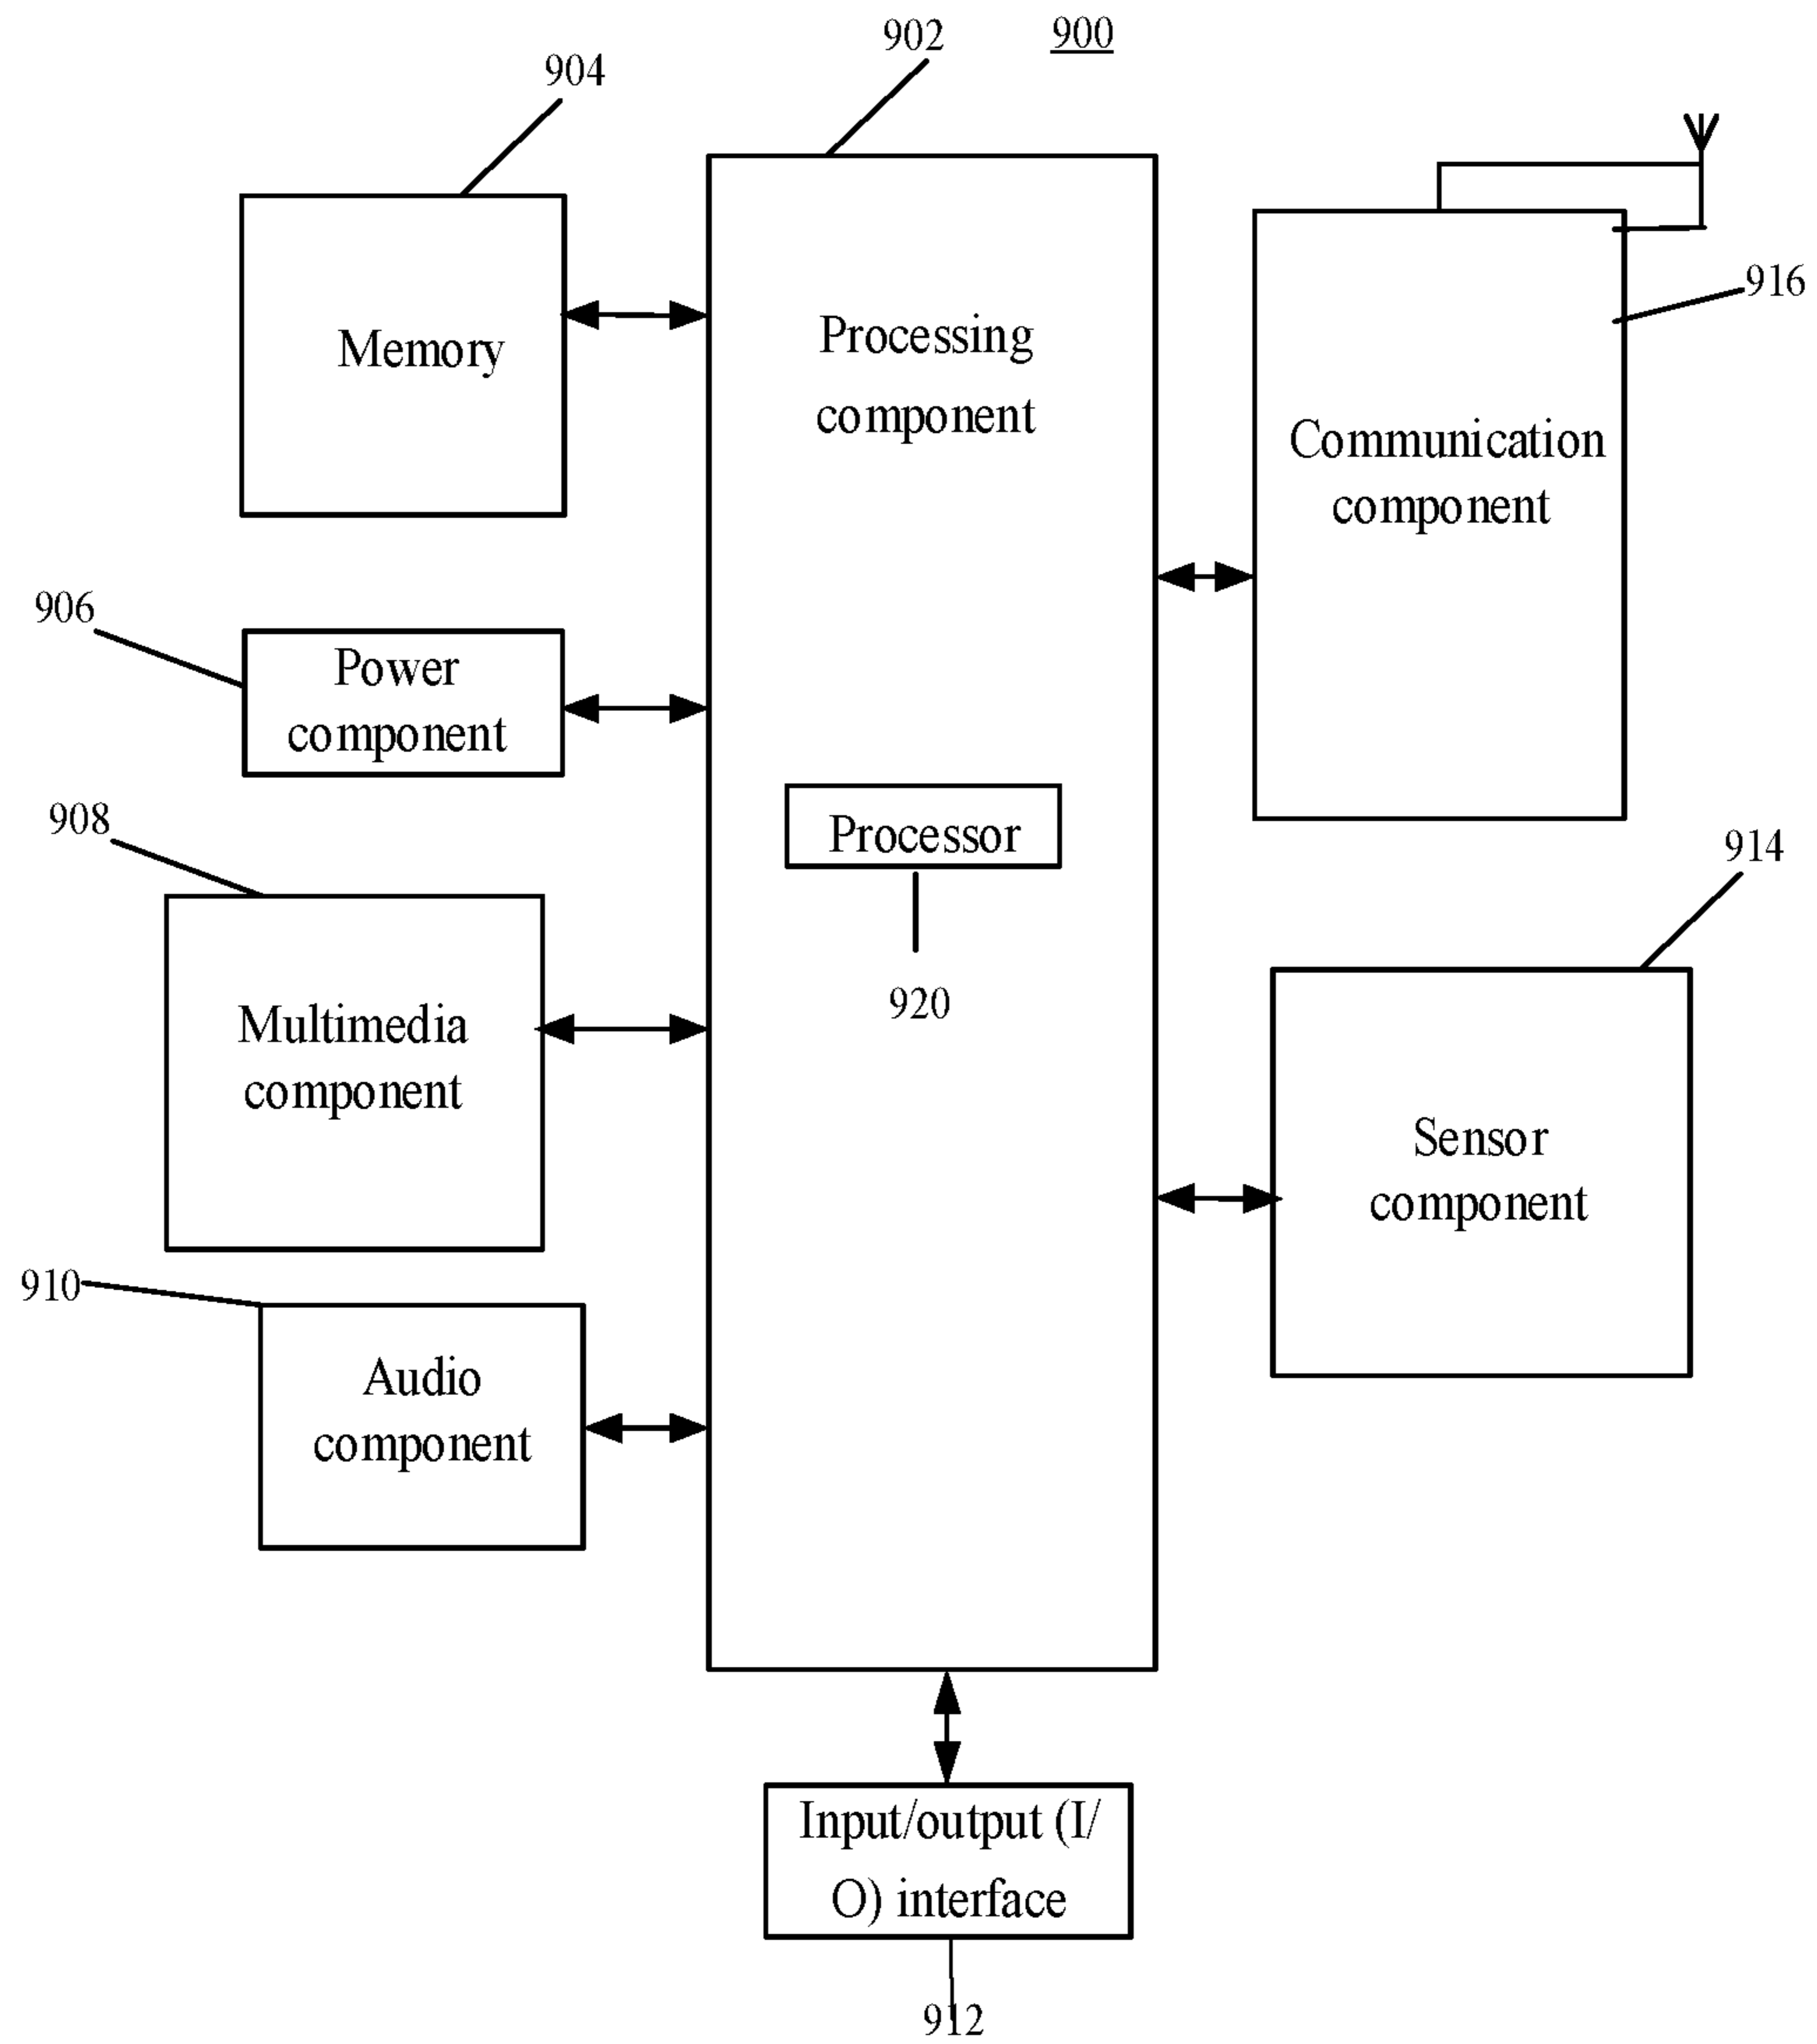 900
902
904
Memory
Processing
component
916
Communication
component
906
Power
component
908
Processor
914
920
Multimedia
component
Sensor
component
910
Audio
component
Input/output (I/
O) interface
912